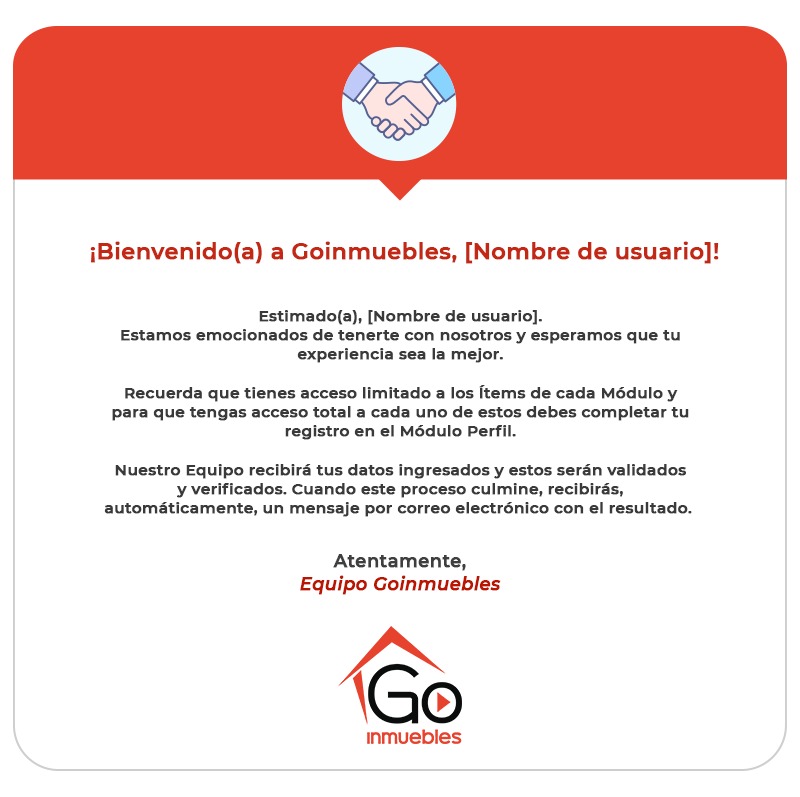 ¡Bienvenido(a) a Goinmuebles, [Nombre de usuario]!
Estimado(a), [Nombre de usuario].
Estamos emocionados de tenerte con nosotros y esperamos que tu
experiencia sea la mejor.
Recuerda que tienes acceso limitado a los Ítems de cada Módulo y
para que tengas acceso total a cada uno de estos debes completar tu
registro en el Módulo Perfil.
Nuestro Equipo recibirá tus datos ingresados y estos serán validados
y verificados. Cuando este proceso culmine, recibirás,
automáticamente, un mensaje por correo electrónico con el resultado.
Atentamente,
Equipo Goinmuebles
Go
inmuebles